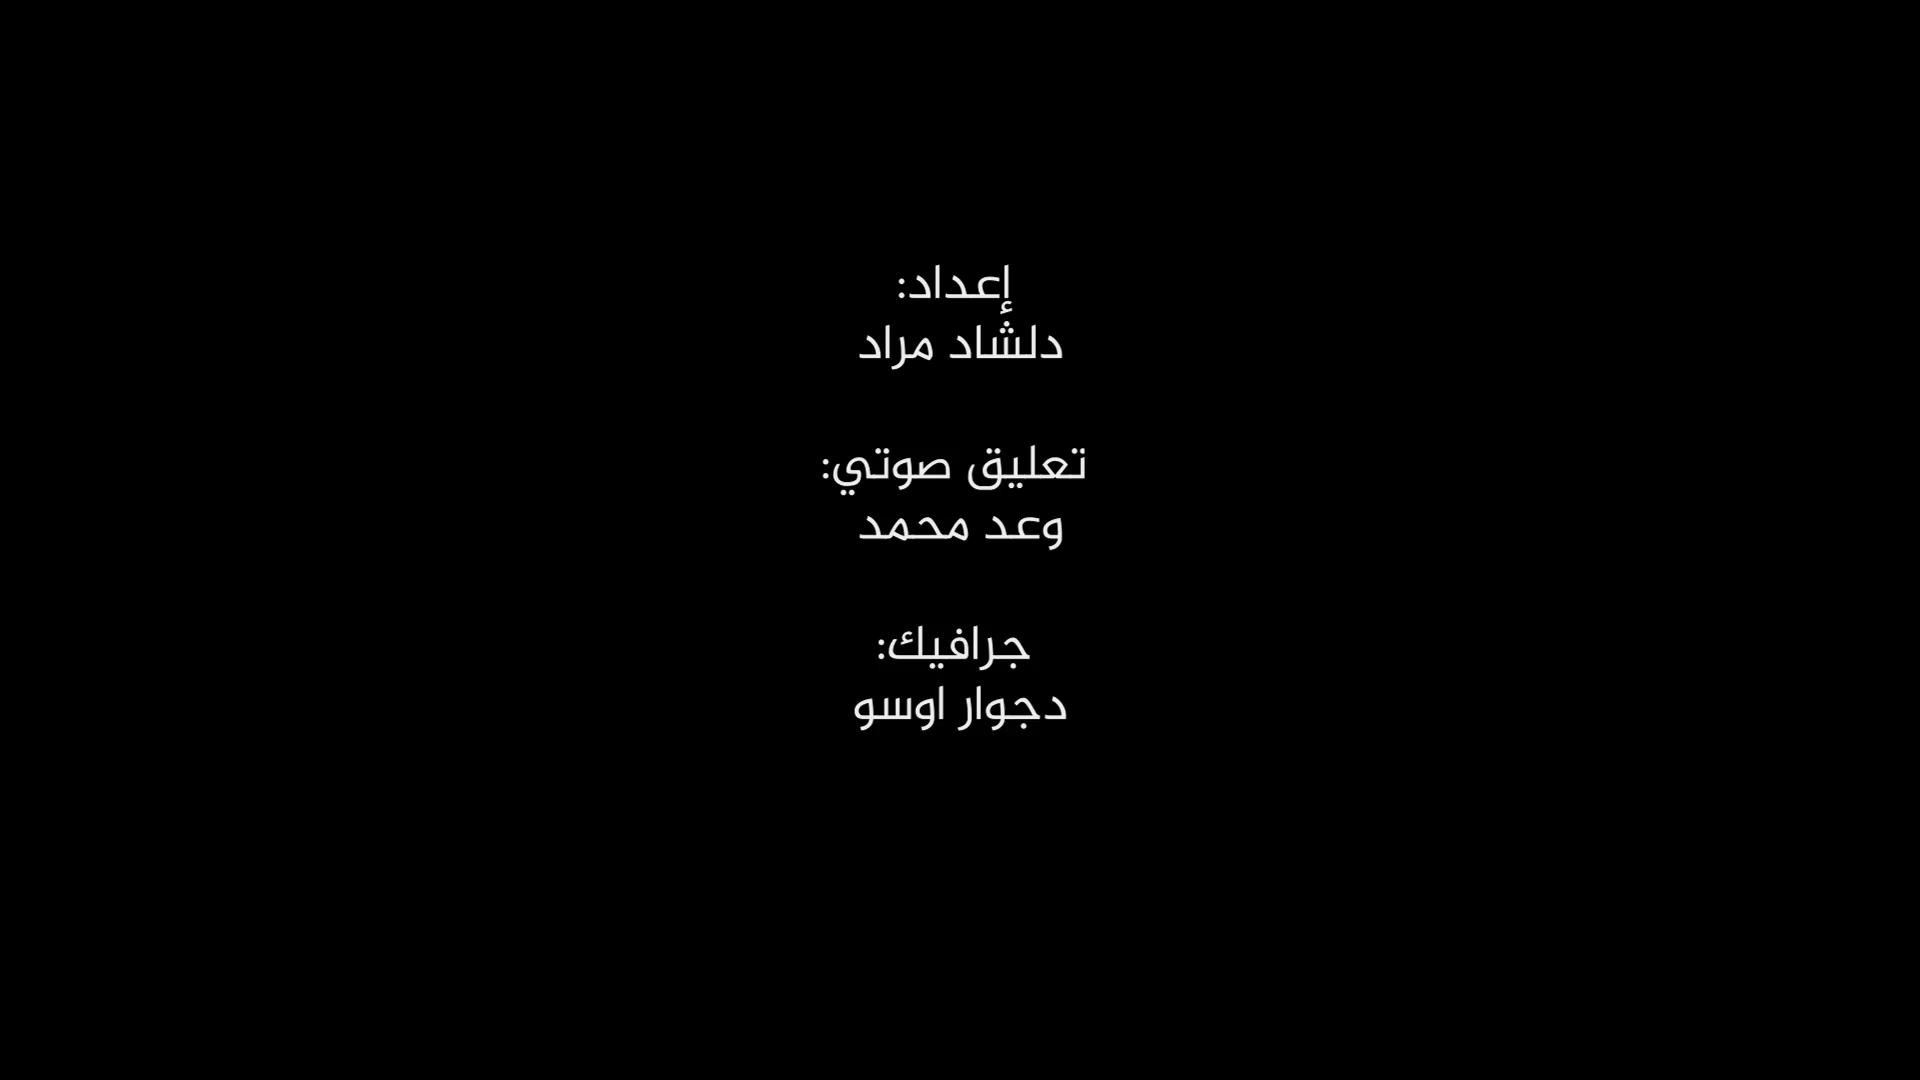 إعداد:
دلشاد مراد
تعليق صوتي:
وعد محمد
جرافيك:
دجوار اوسو